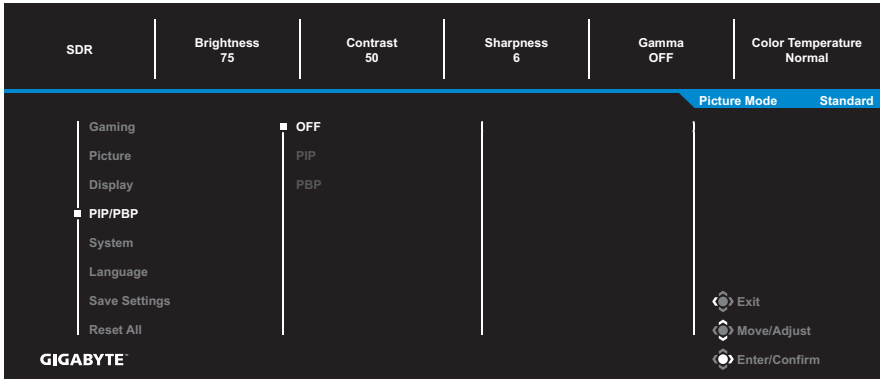 SDR
Brightness
75
Contrast
50
Sharpness
6
Gamma
OFF
Color Temperature
Normal
Picture Mode Standard
Gaming
Picture
Display
PIP/PBP
System
Language
Save Settings
Reset All
OFF
PIP
PBP
Exit
Move/Adjust
Enter/Confirm
GIGABYTE™